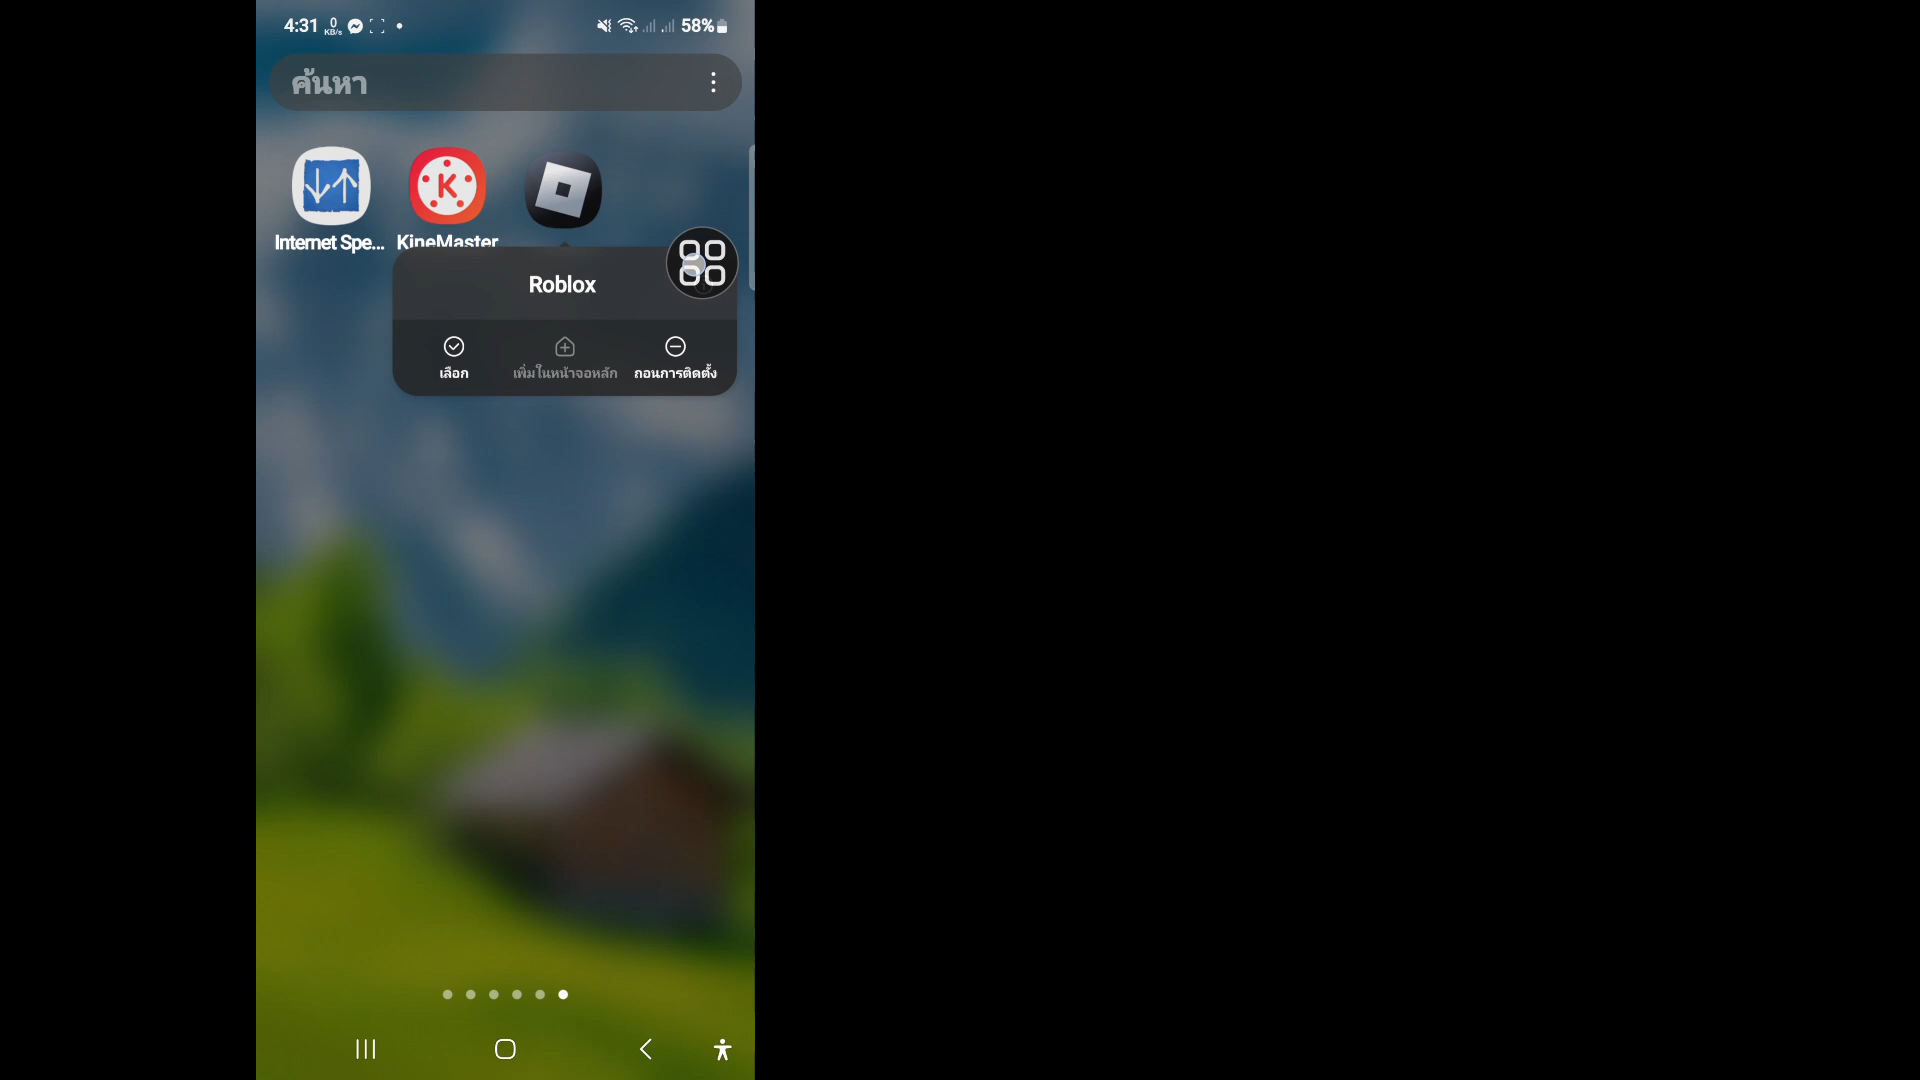 4:31 0 KB/s 58%
ค้นหา
Internet Spe... KineMaster
Roblox
เลือก เพิ่มในหน้าจอหลัก ถอนการติดตั้ง